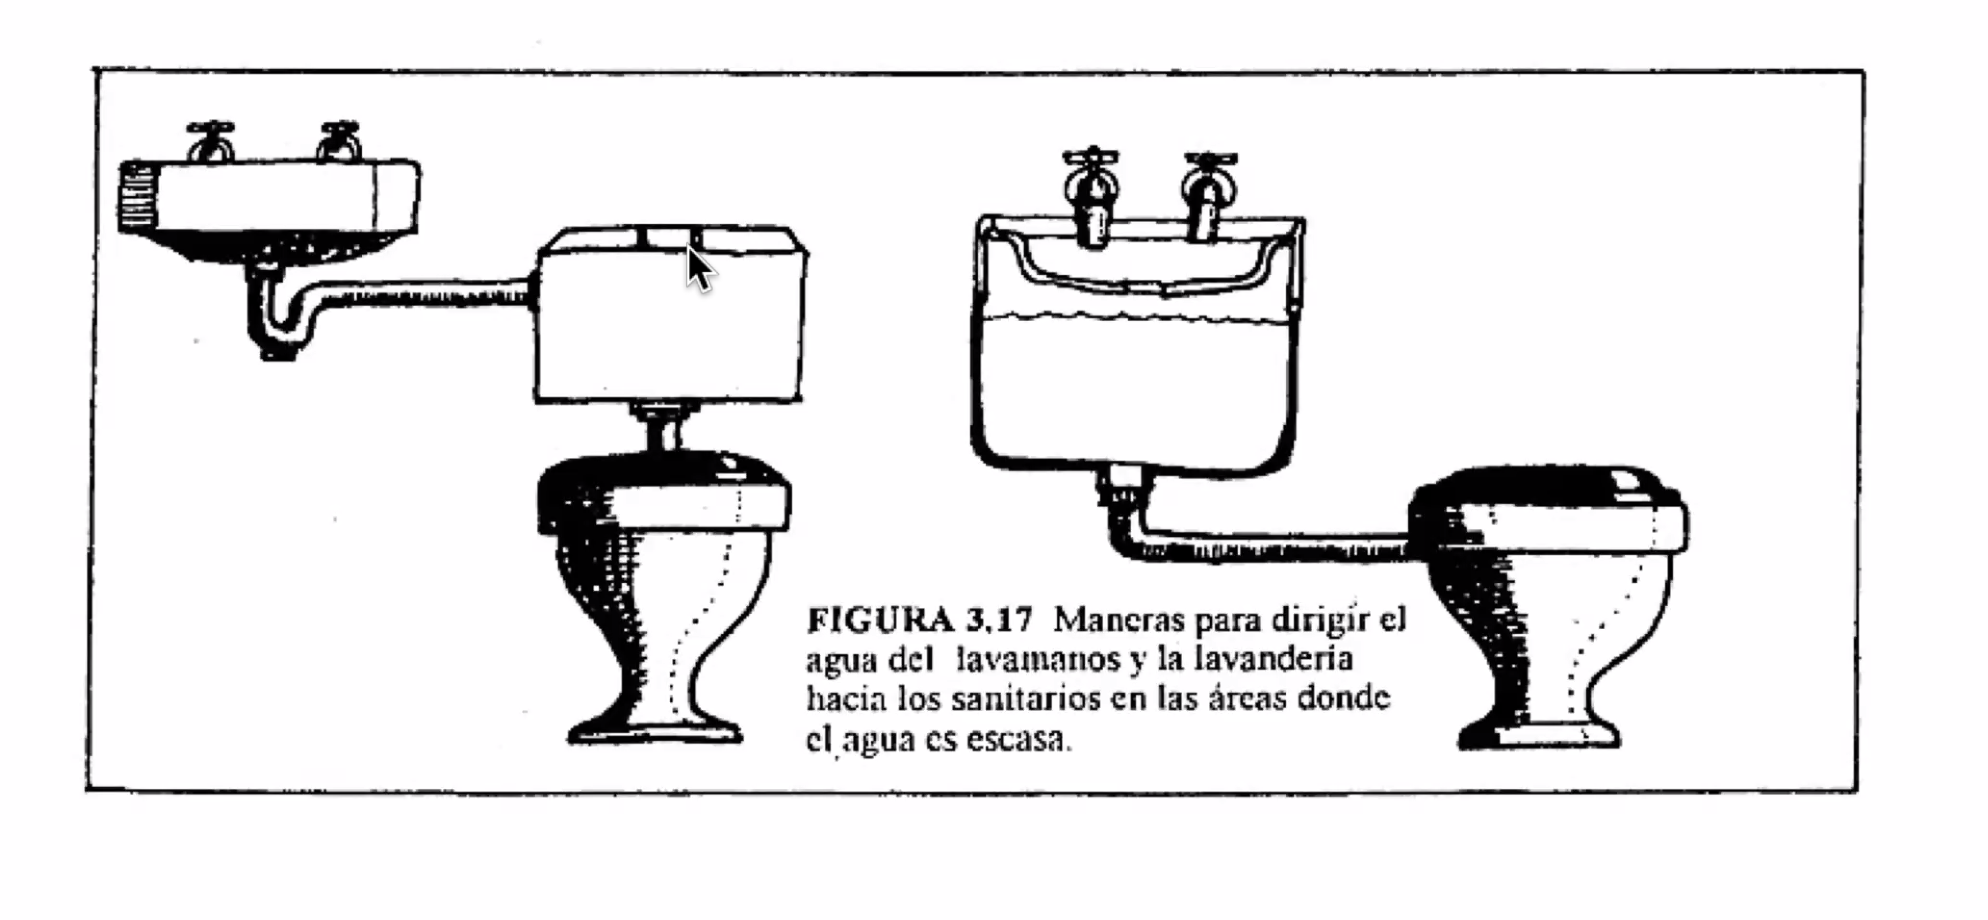 FIGURA 3.17 Maneras para dirigir el
agua del lavamanos y la lavandería
hacia los sanitarios en las áreas donde
el agua es escasa.